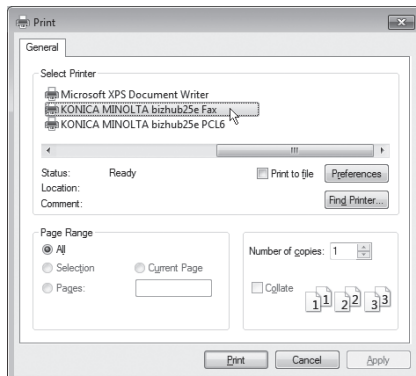 Print
General
Select Printer
Microsoft XPS Document Writer
KONICA MINOLTA bizhub25e Fax
KONICA MINOLTA bizhub25e PCL6
Status: Ready
Print to file Preferences
Location:
Comment:
Find Printer...
Page Range
All
Selection Current Page
Pages:
Number of copies: 1
Collate
1 1 2 2 3 3
Print Cancel Apply